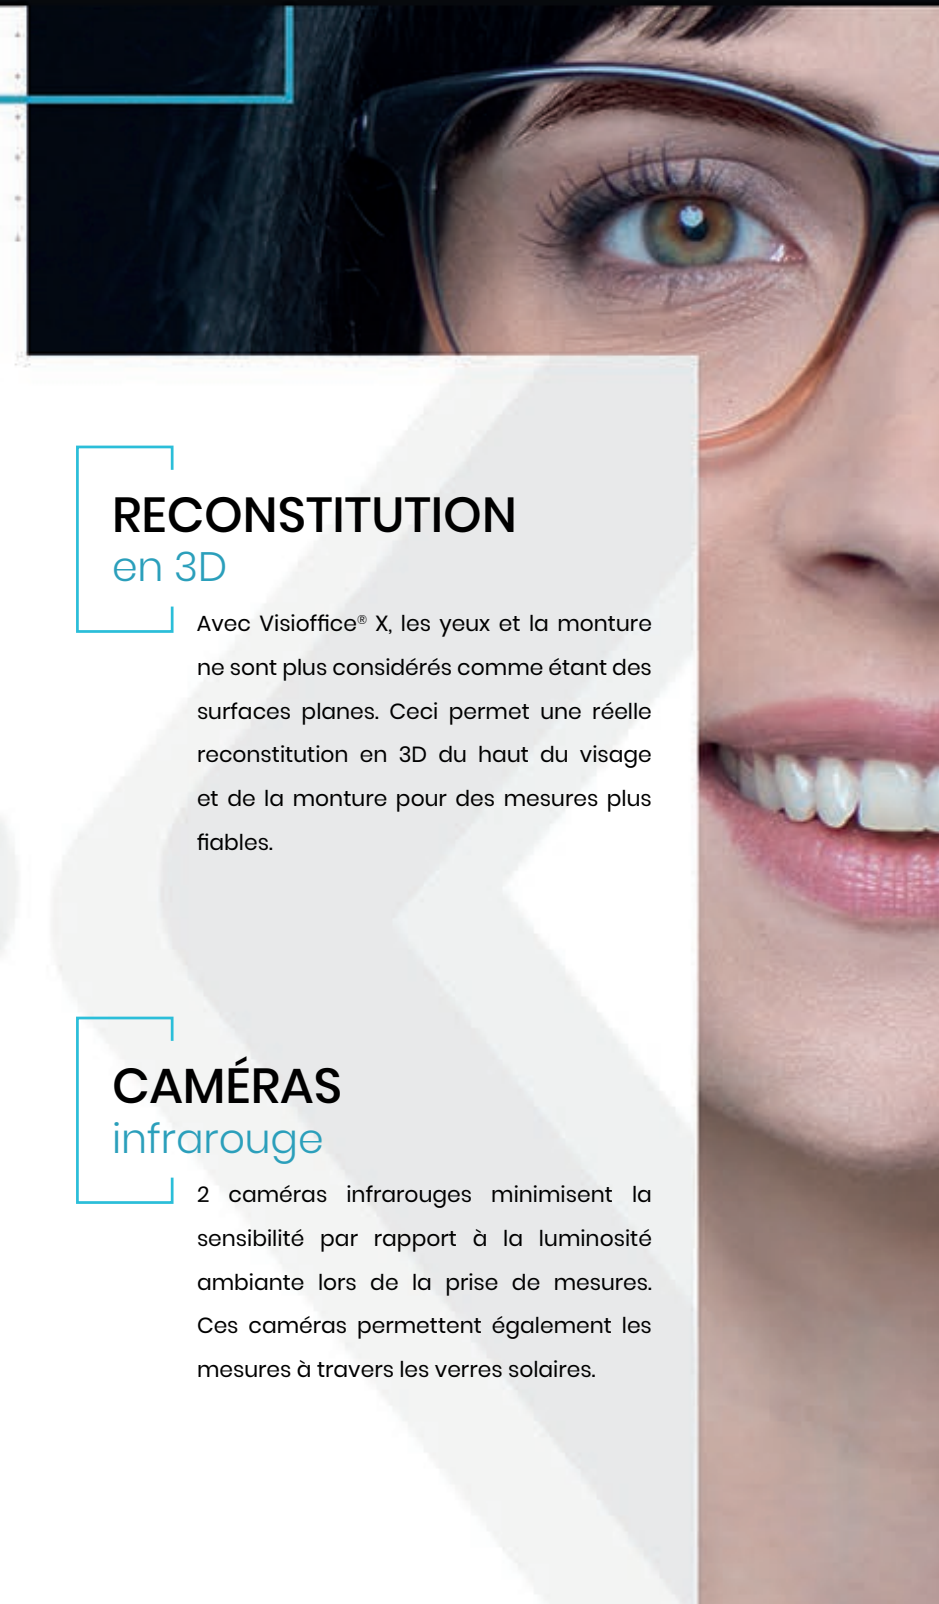 RECONSTITUTION
en 3D
Avec Visioffice® X, les yeux et la monture
ne sont plus considérés comme étant des
surfaces planes. Ceci permet une réelle
reconstitution en 3D du haut du visage
et de la monture pour des mesures plus
fiables.
CAMÉRAS
infrarouge
2 caméras infrarouges minimisent la
sensibilité par rapport à la luminosité
ambiante lors de la prise de mesures.
Ces caméras permettent également les
mesures à travers les verres solaires.